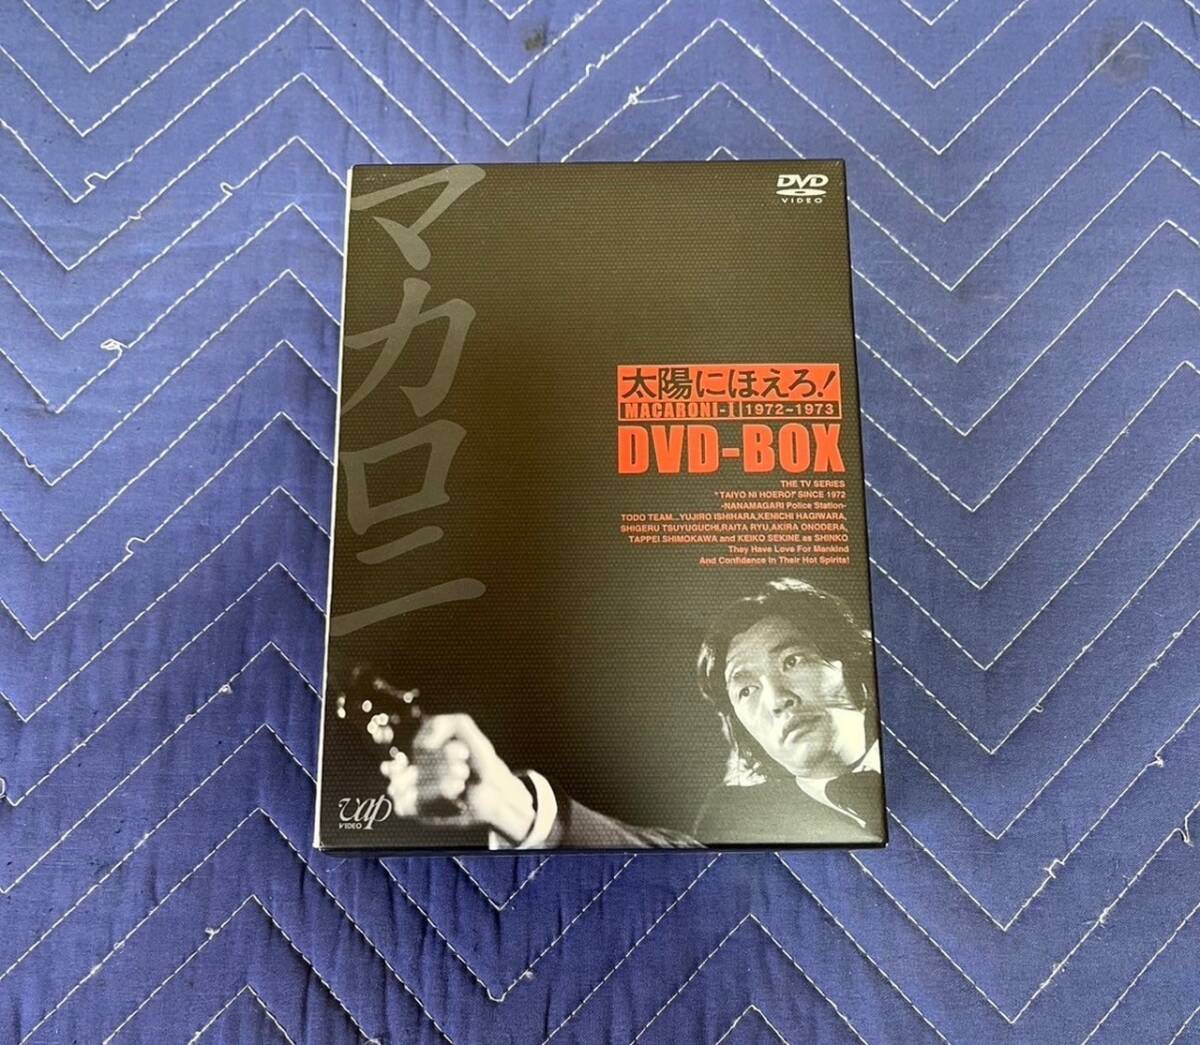 マカロニ
DVD
VIDEO
太陽にほえろ!
MACARONI-I 1972-1973
DVD-BOX
THE TV SERIES
"TAIYO NI HOERO!" SINCE 1972
-NANAMAGARI Police Station-
TODO TEAM...YUJIRO ISHIHARA,KENICHI HAGIWARA,
SHIGERU TSUYUGUCHI,RAITA RYU,AKIRA ONODERA,
TAPPEI SHIMOKAWA and KEIKO SEKINE as SHINKO
They Have Love For Mankind
And Confidence In Their Hot Spirits!
vap
VIDEO